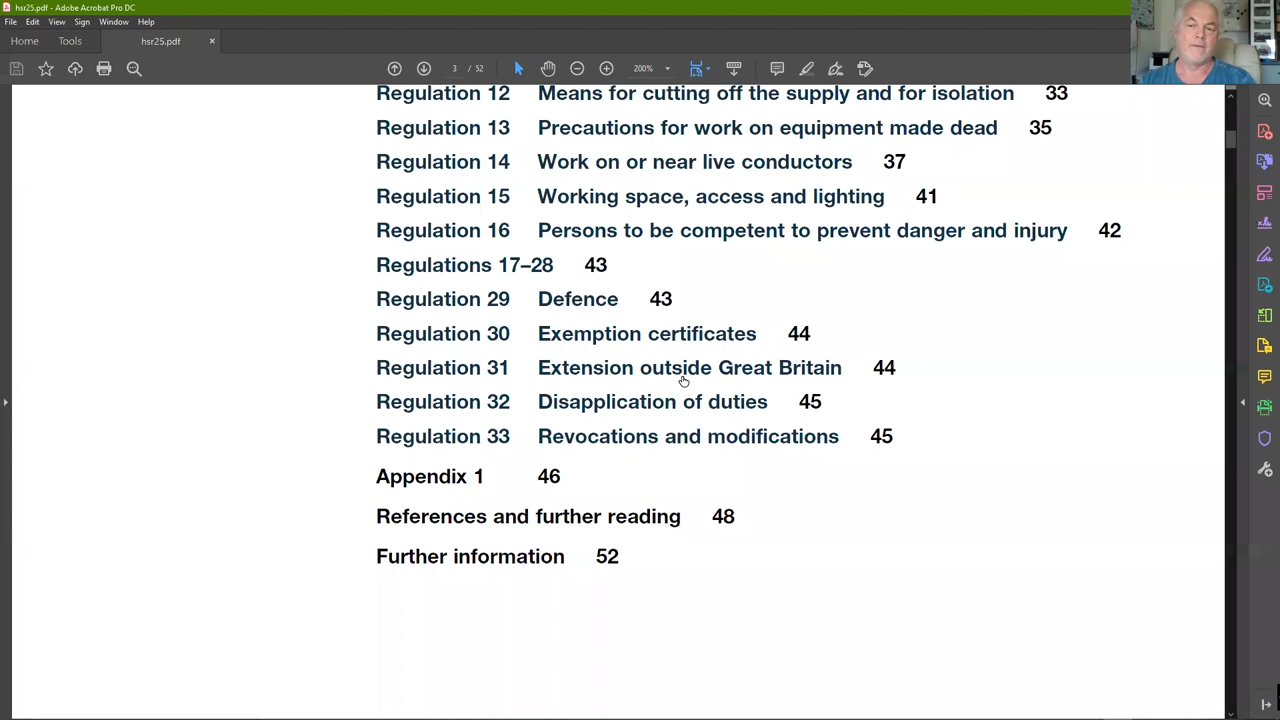 hsr25.pdf - Adobe Acrobat Pro DC
File Edit View Sign Window Help
Home Tools hsr25.pdf ×
3 / 52 200%
Regulation 12 Means for cutting off the supply and for isolation 33
Regulation 13 Precautions for work on equipment made dead 35
Regulation 14 Work on or near live conductors 37
Regulation 15 Working space, access and lighting 41
Regulation 16 Persons to be competent to prevent danger and injury 42
Regulations 17–28 43
Regulation 29 Defence 43
Regulation 30 Exemption certificates 44
Regulation 31 Extension outside Great Britain 44
Regulation 32 Disapplication of duties 45
Regulation 33 Revocations and modifications 45
Appendix 1 46
References and further reading 48
Further information 52